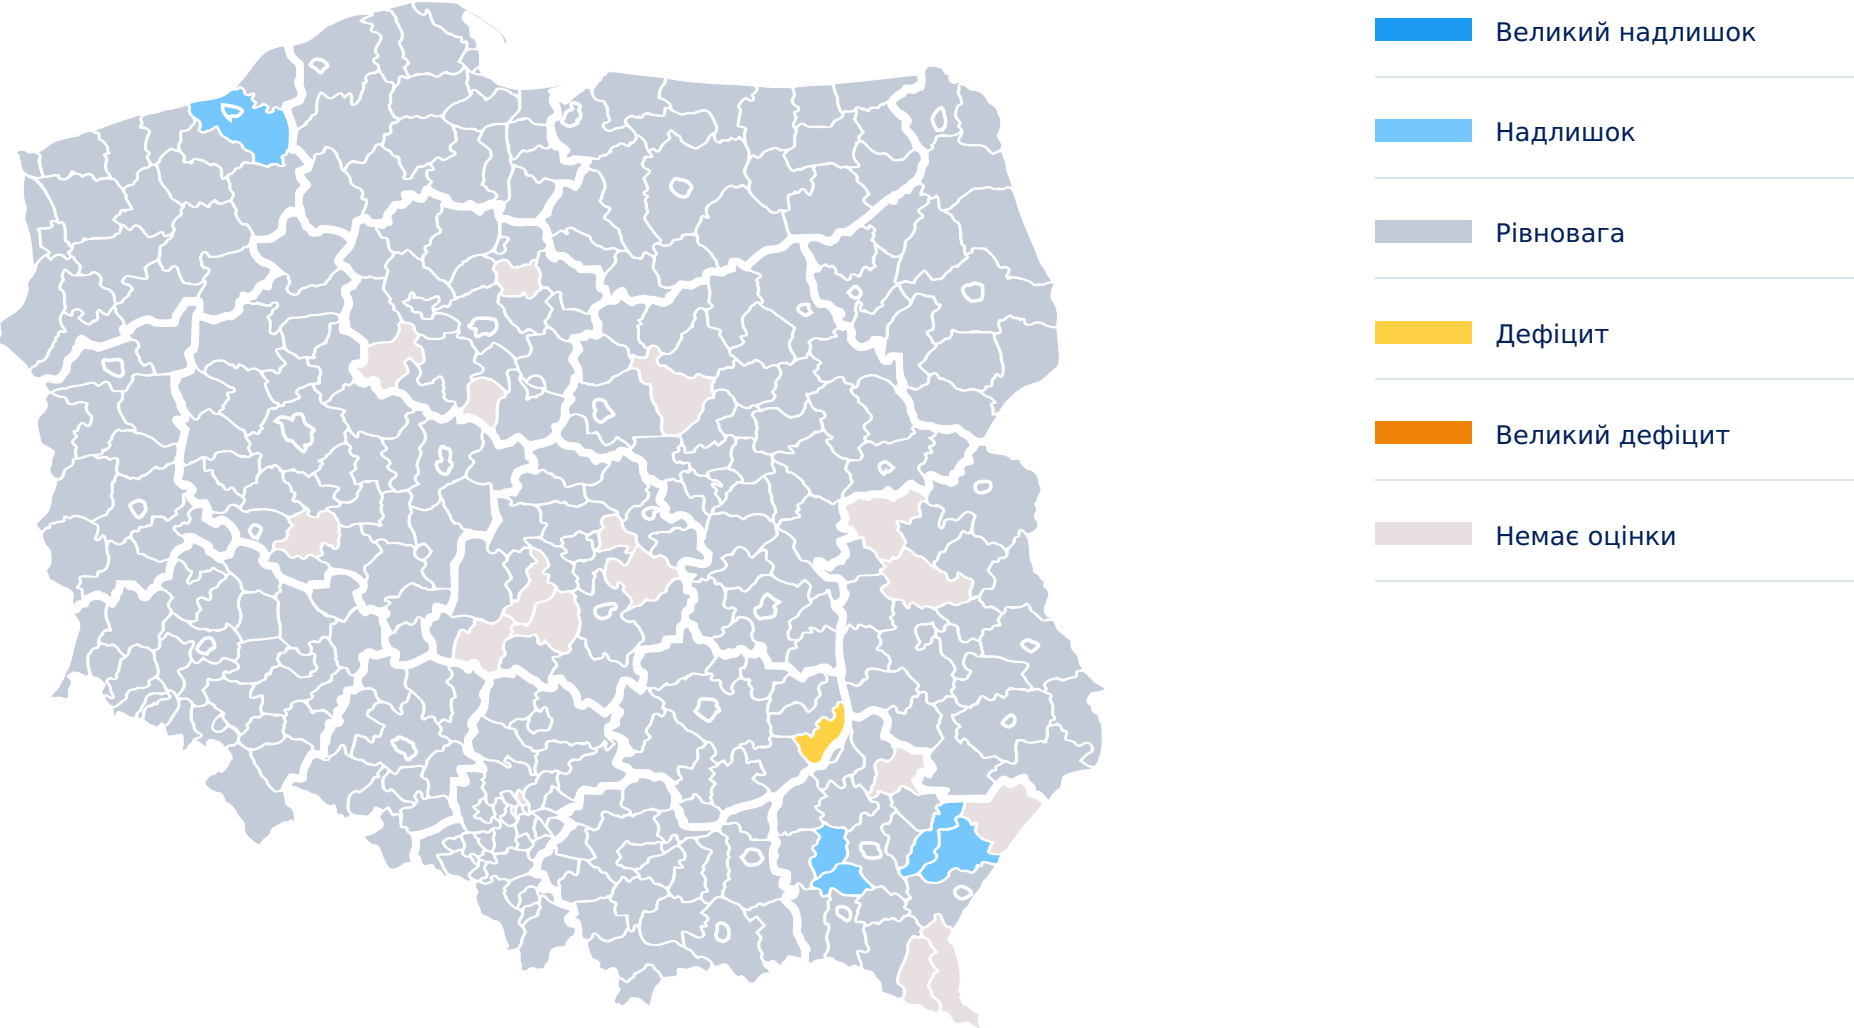 Великий надлишок
Надлишок
Рівновага
Дефіцит
Великий дефіцит
Немає оцінки